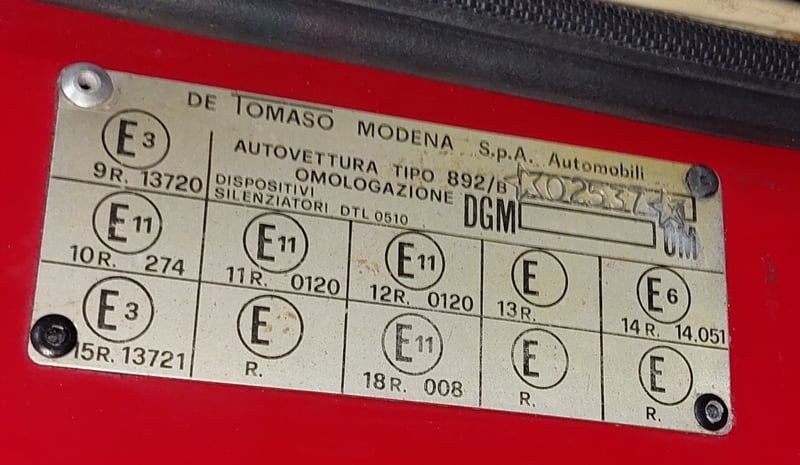 DE TOMASO MODENA S.p.A. Automobili
E3
9R. 13720
AUTOVETTURA TIPO 892/B
OMOLOGAZIONE
DISPOSITIVI
SILENZIATORI DTL 0510
DGM
302537
OM
E11
10R. 274
E11
11R. 0120
E11
12R. 0120
E
13R.
E6
14R. 14.051
E3
15R. 13721
E
R.
E11
18R. 008
E
R.
E
R.